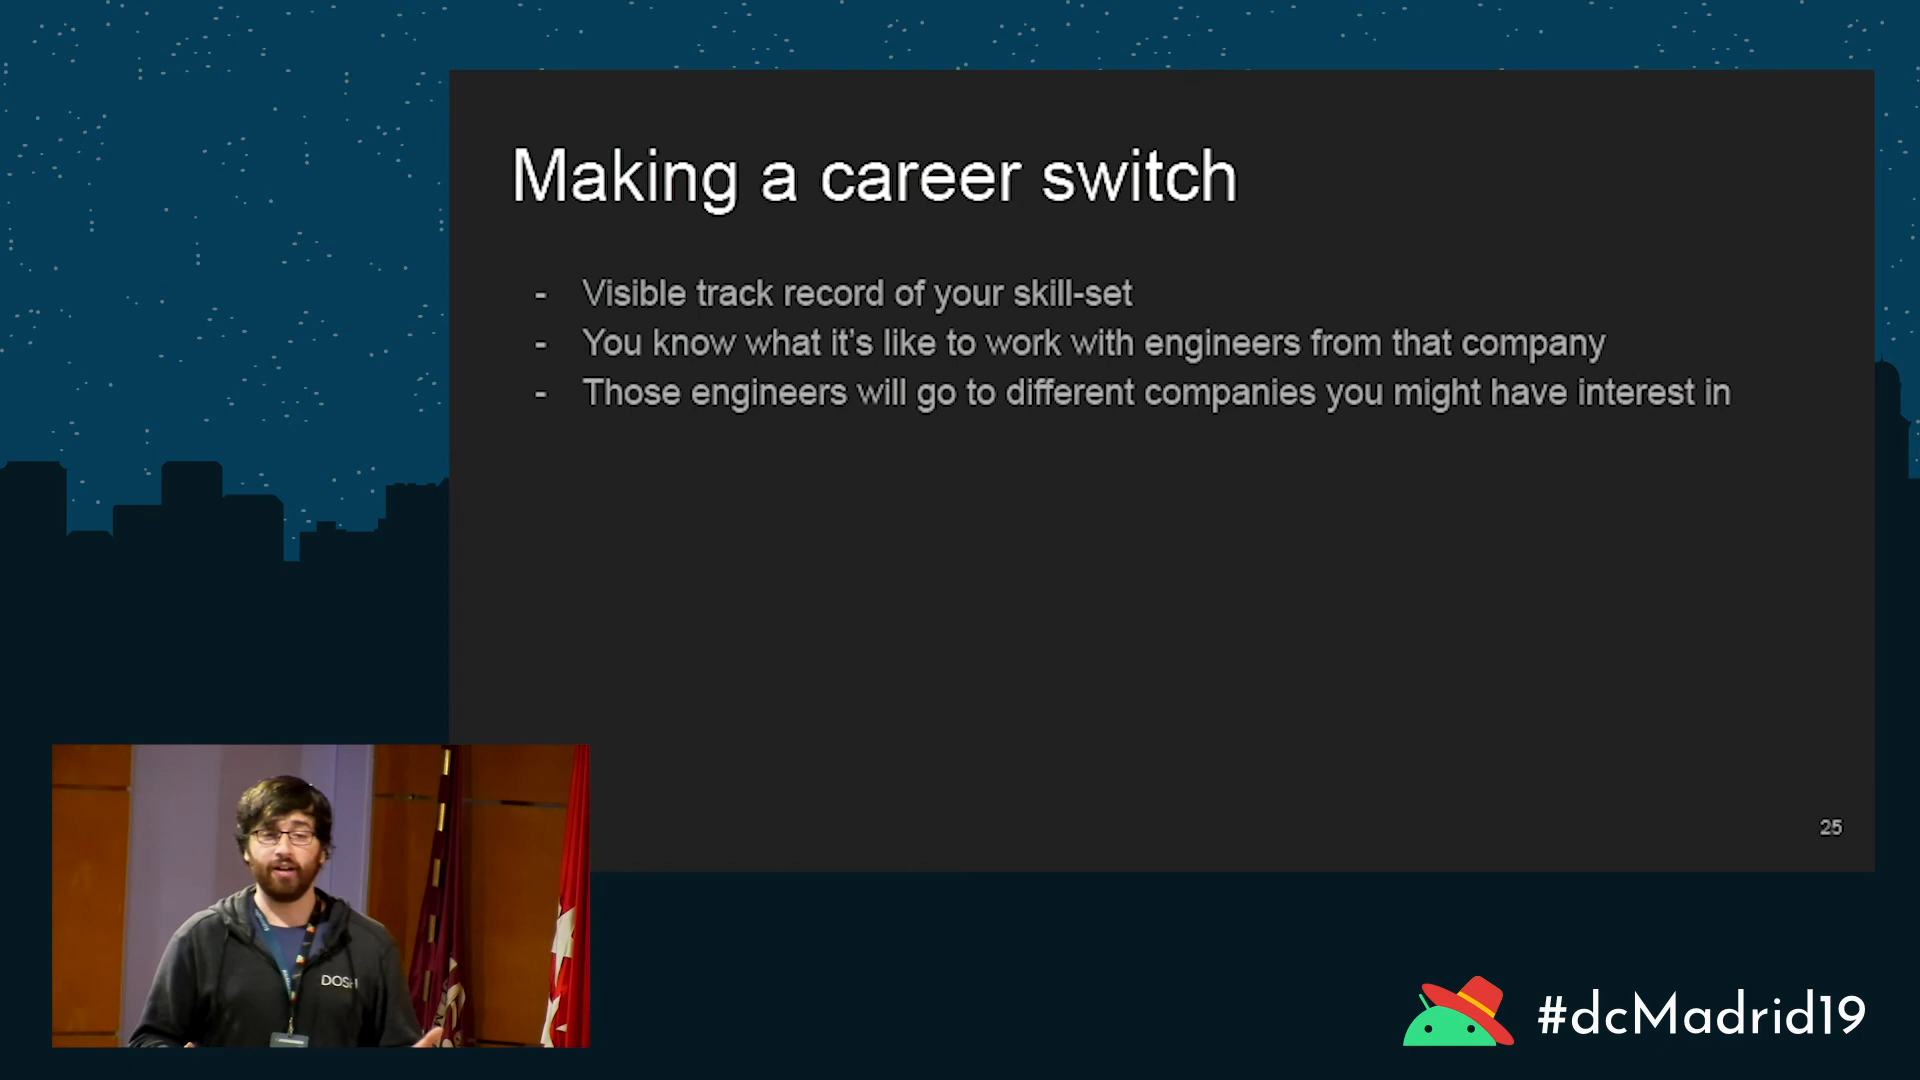 Making a career switch
- Visible track record of your skill-set
- You know what it's like to work with engineers from that company
- Those engineers will go to different companies you might have interest in
25
DOSH
#dcMadrid19